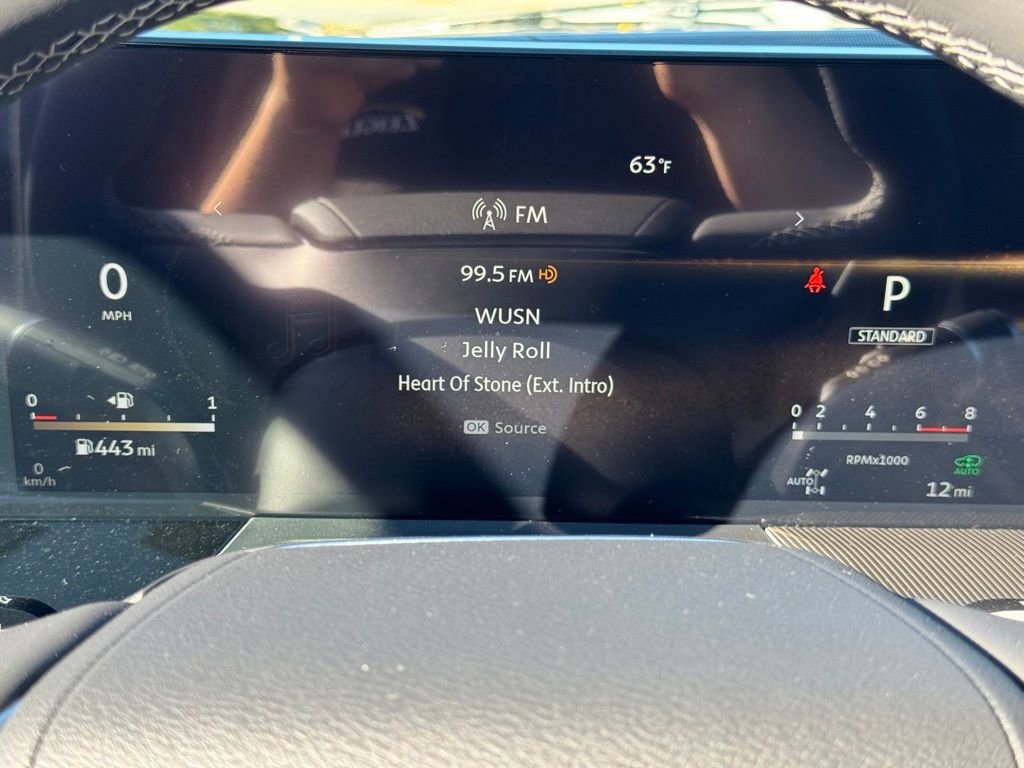 63°F
FM
99.5 FM HD
0
MPH
P
WUSN
STANDARD
Jelly Roll
Heart Of Stone (Ext. Intro)
0 1
0 2 4 6 8
OK Source
443 mi
RPMx1000
AUTO
AUTO
0
km/h
12 mi